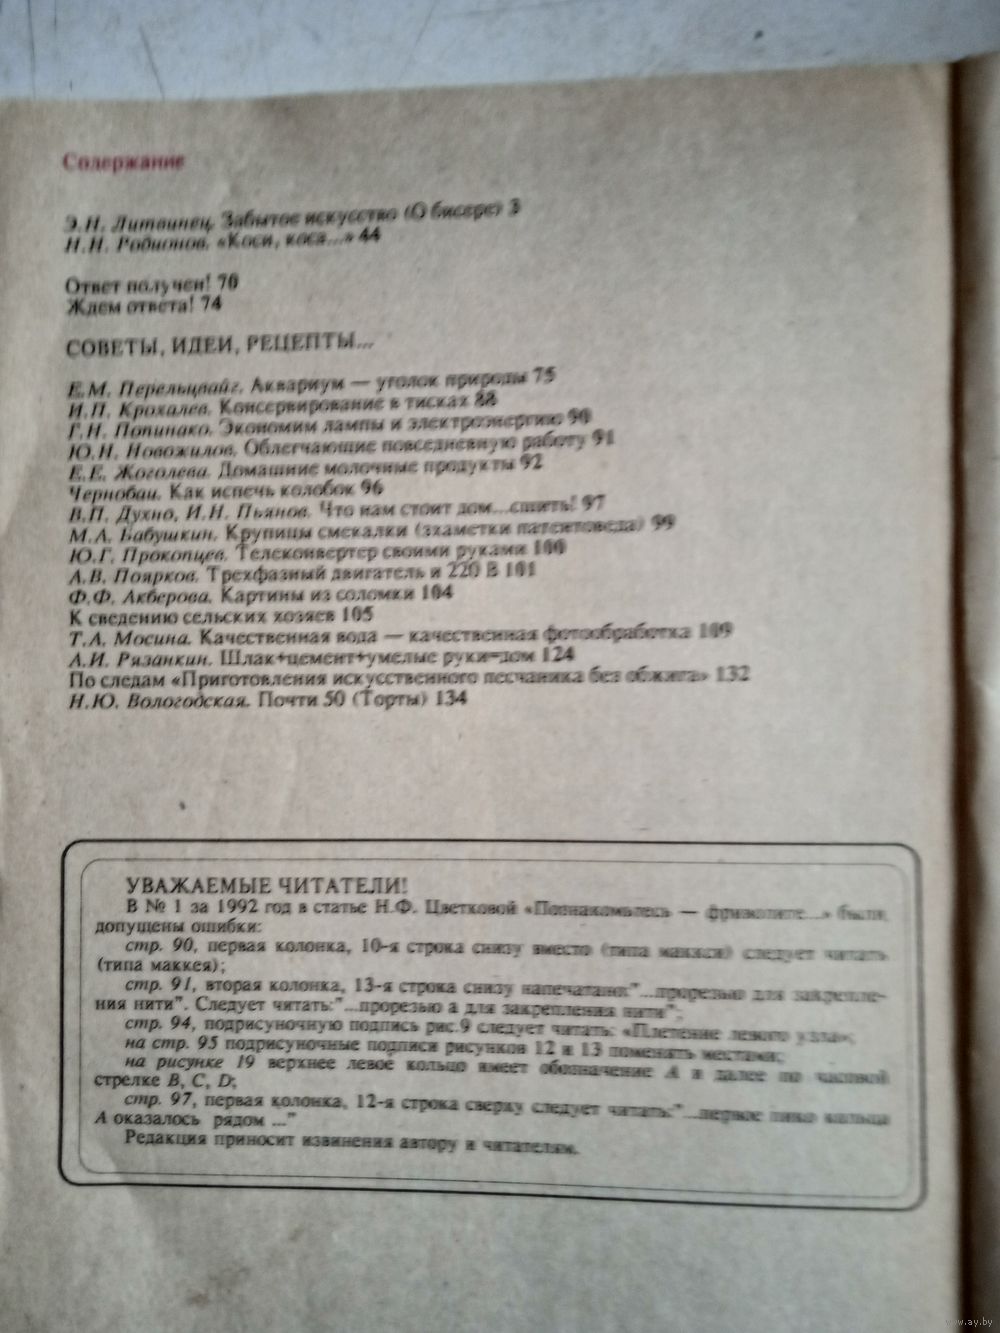 Содержание
Э.Н. Литвинец. Забытое искусство (О бисере) 3
Н.Н. Родионов. «Коси, коса...» 44
Ответ получен! 70
Ждем ответа! 74
СОВЕТЫ, ИДЕИ, РЕЦЕПТЫ...
Е.М. Перельцвайг. Аквариум — уголок природы 75
И.П. Крохалев. Консервирование в тисках 88
Г.Н. Попинако. Экономим лампы и электроэнергию 90
Ю.Н. Новожилов. Облегчающие повседневную работу 91
Е.Е. Жоголева. Домашние молочные продукты 92
Чернобаи. Как испечь колобок 96
В.П. Духно, И.Н. Пьянов. Что нам стоит дом...сшить! 97
М.А. Бабушкин. Крупицы смекалки (зхаметки патентоведа) 99
Ю.Г. Прокопцев. Телеконвертер своими руками 100
А.В. Поярков. Трехфазный двигатель и 220 В 101
Ф.Ф. Акберова. Картины из соломки 104
К сведению сельских хозяев 105
Т.А. Мосина. Качественная вода — качественная фотообработка 109
А.И. Рязанкин. Шлак+цемент+умелые руки=дом 124
По следам «Приготовления искусственного песчаника без обжига» 132
Н.Ю. Вологодская. Почти 50 (Торты) 134
УВАЖАЕМЫЕ ЧИТАТЕЛИ!
В № 1 за 1992 год в статье Н.Ф. Цветковой «Познакомьтесь — фриволите...» были
допущены ошибки:
стр. 90, первая колонка, 10-я строка снизу вместо (типа макксй) следует читать
(типа маккея);
стр. 91, вторая колонка, 13-я строка снизу напечатано:"...прорезью для закрепле-
ния нити". Следует читать:"...прорезью а для закрепления нити";
стр. 94, подрисуночную подпись рис.9 следует читать: «Плетение левого узла»;
на стр. 95 подрисуночные подписи рисунков 12 и 13 поменять местами;
на рисунке 19 верхнее левое кольцо имеет обозначение А и далее по часовой
стрелке B, C, D;
стр. 97, первая колонка, 12-я строка сверху следует читать:"...первое пико кольца
А оказалось рядом ..."
Редакция приносит извинения автору и читателям.
www.ay.by